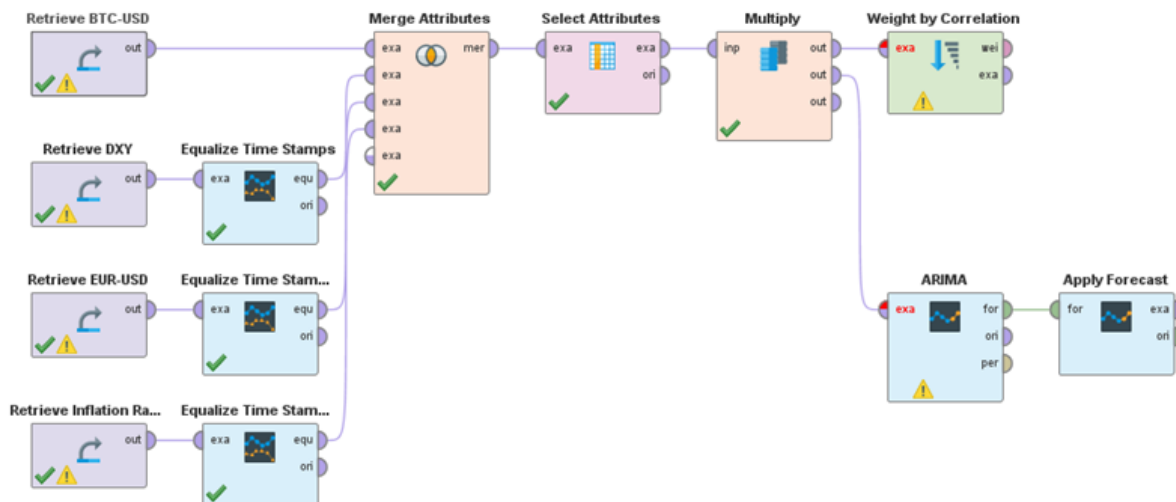 Retrieve BTC-USD
out
Merge Attributes
exa
mer
exa
exa
exa
exa
Select Attributes
exa
exa
ori
Multiply
inp
out
out
out
Weight by Correlation
exa
wei
exa
Retrieve DXY
out
Equalize Time Stamps
exa
equ
ori
Retrieve EUR-USD
out
Equalize Time Stam...
exa
equ
ori
ARIMA
exa
for
ori
per
Apply Forecast
for
exa
ori
Retrieve Inflation Ra...
out
Equalize Time Stam...
exa
equ
ori